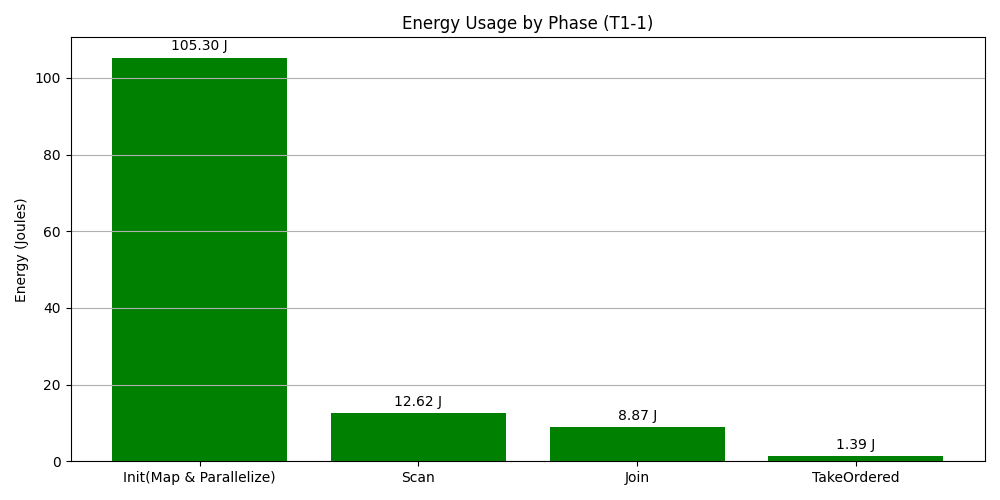 Energy Usage by Phase (T1-1)
105.30 J
12.62 J
8.87 J
1.39 J
Energy (Joules)
100
80
60
40
20
0
Init(Map & Parallelize)
Scan
Join
TakeOrdered